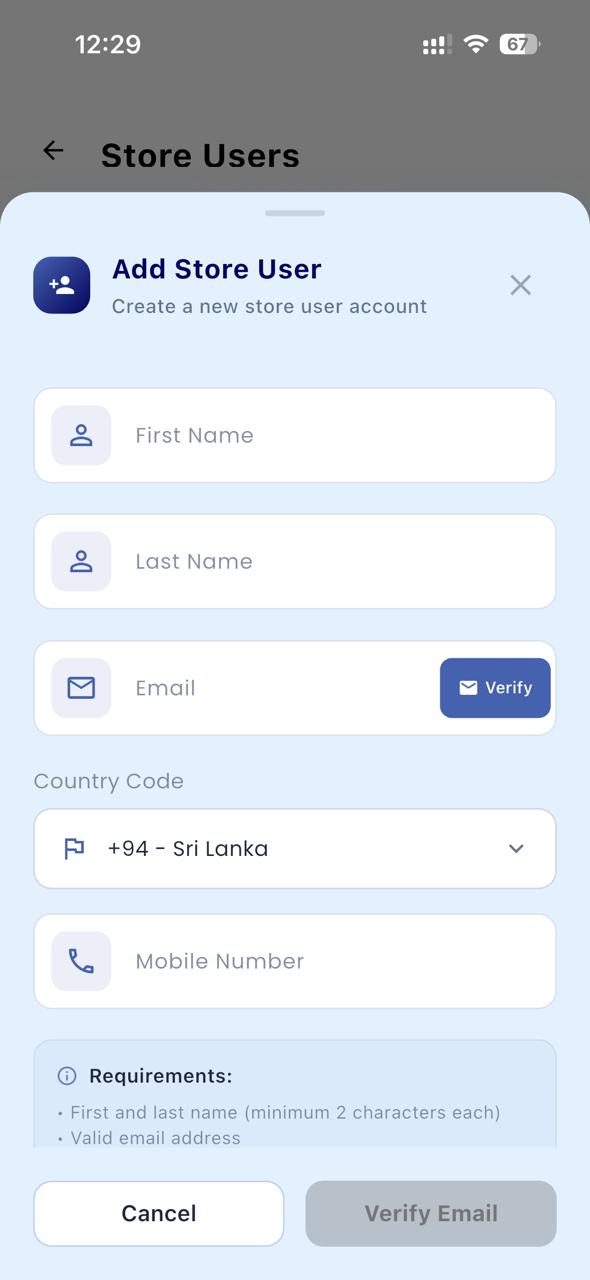 12:29
67
Store Users
Add Store User
Create a new store user account
First Name
Last Name
Email
Verify
Country Code
+94 - Sri Lanka
Mobile Number
Requirements:
• First and last name (minimum 2 characters each)
• Valid email address
Cancel
Verify Email